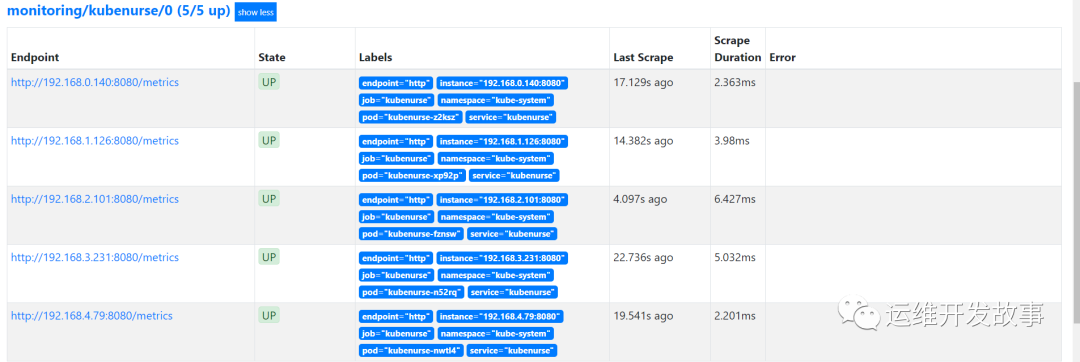 monitoring/kubenurse/0 (5/5 up) show less
Endpoint State Labels Last Scrape Scrape Duration Error
http://192.168.0.140:8080/metrics UP endpoint="http" instance="192.168.0.140:8080" 17.129s ago 2.363ms
job="kubenurse" namespace="kube-system"
pod="kubenurse-z2ksz" service="kubenurse"
http://192.168.1.126:8080/metrics UP endpoint="http" instance="192.168.1.126:8080" 14.382s ago 3.98ms
job="kubenurse" namespace="kube-system"
pod="kubenurse-xp92p" service="kubenurse"
http://192.168.2.101:8080/metrics UP endpoint="http" instance="192.168.2.101:8080" 4.097s ago 6.427ms
job="kubenurse" namespace="kube-system"
pod="kubenurse-fznsw" service="kubenurse"
http://192.168.3.231:8080/metrics UP endpoint="http" instance="192.168.3.231:8080" 22.736s ago 5.032ms
job="kubenurse" namespace="kube-system"
pod="kubenurse-n52rq" service="kubenurse"
http://192.168.4.79:8080/metrics UP endpoint="http" instance="192.168.4.79:8080" 19.541s ago 2.201ms
job="kubenurse" namespace="kube-system"
pod="kubenurse-nwtl4" service="kubenurse"
运维开发故事